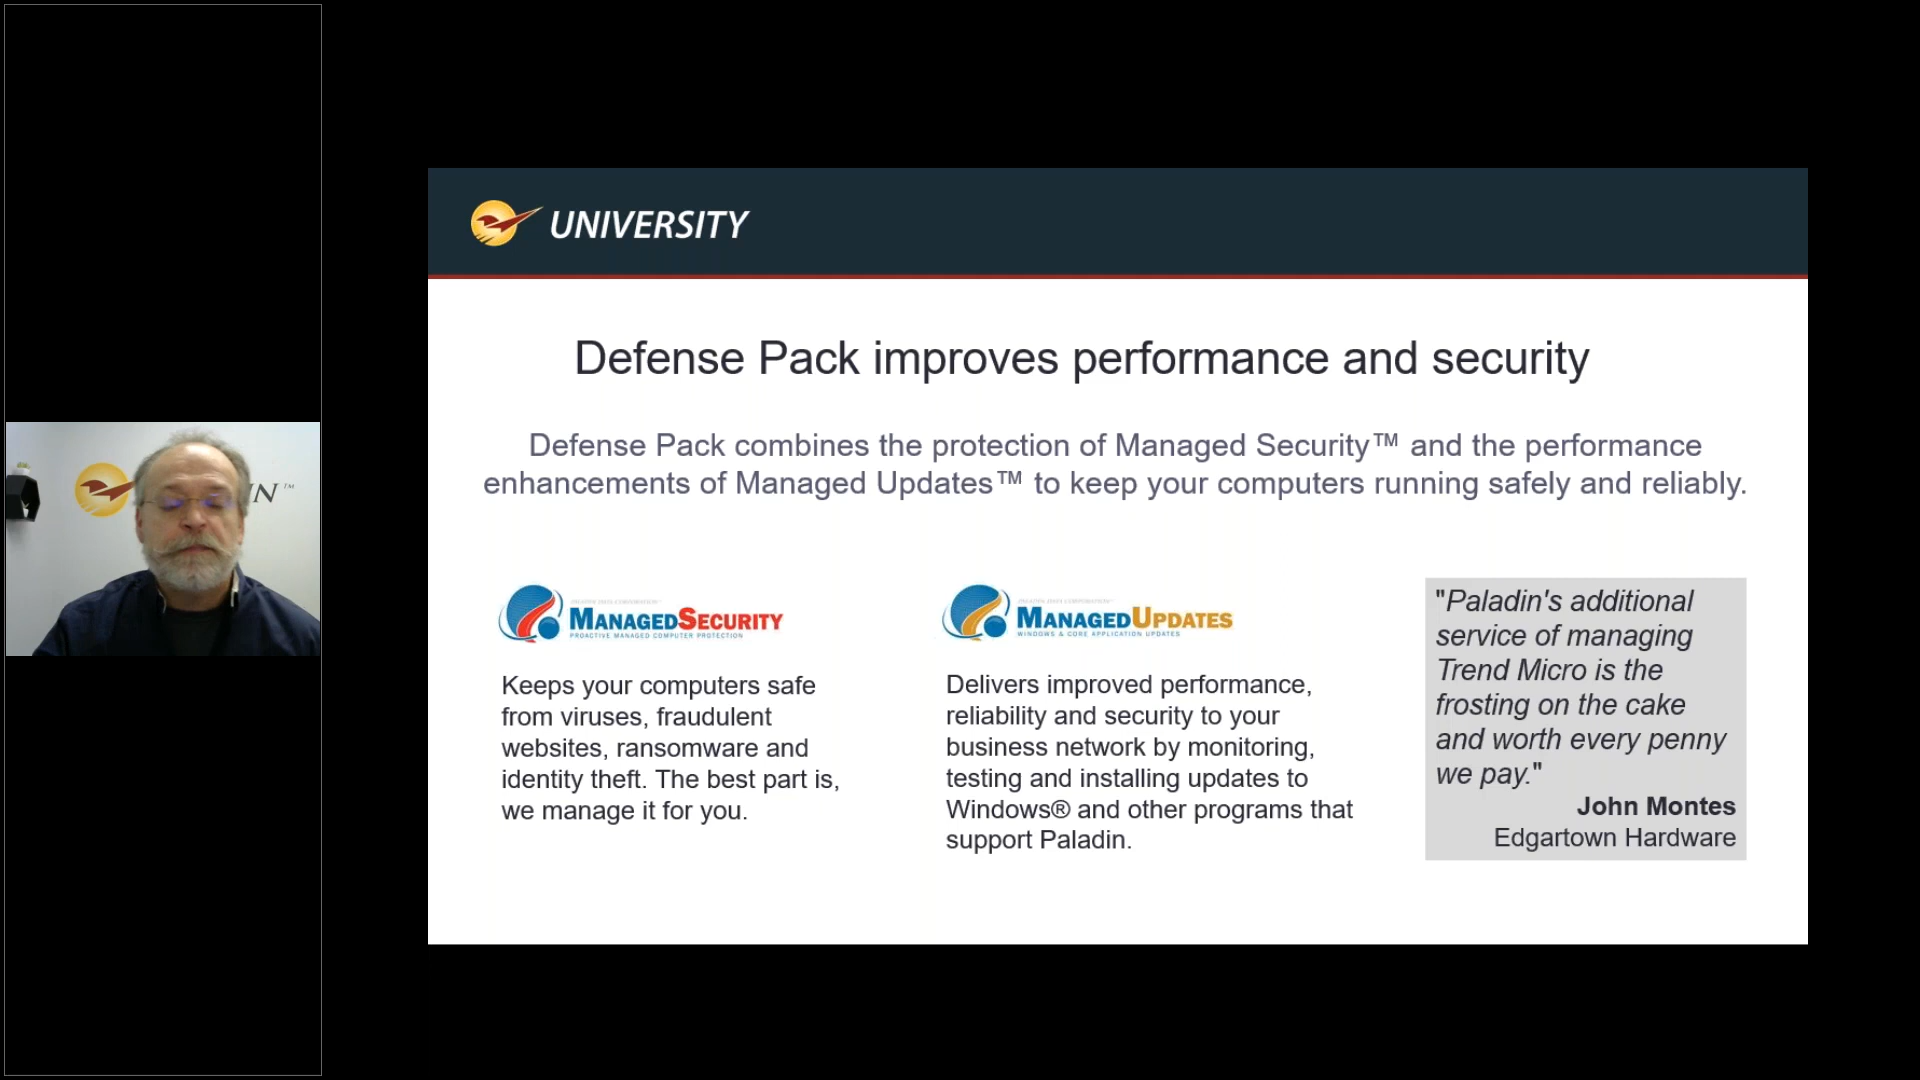 UNIVERSITY
Defense Pack improves performance and security
Defense Pack combines the protection of Managed Security™ and the performance
enhancements of Managed Updates™ to keep your computers running safely and reliably.
MANAGEDSECURITY
PROACTIVE MANAGED COMPUTER PROTECTION
Keeps your computers safe
from viruses, fraudulent
websites, ransomware and
identity theft. The best part is,
we manage it for you.
MANAGEDUPDATES
WINDOWS & CORE APPLICATION UPDATES
Delivers improved performance,
reliability and security to your
business network by monitoring,
testing and installing updates to
Windows® and other programs that
support Paladin.
"Paladin's additional
service of managing
Trend Micro is the
frosting on the cake
and worth every penny
we pay."
John Montes
Edgartown Hardware